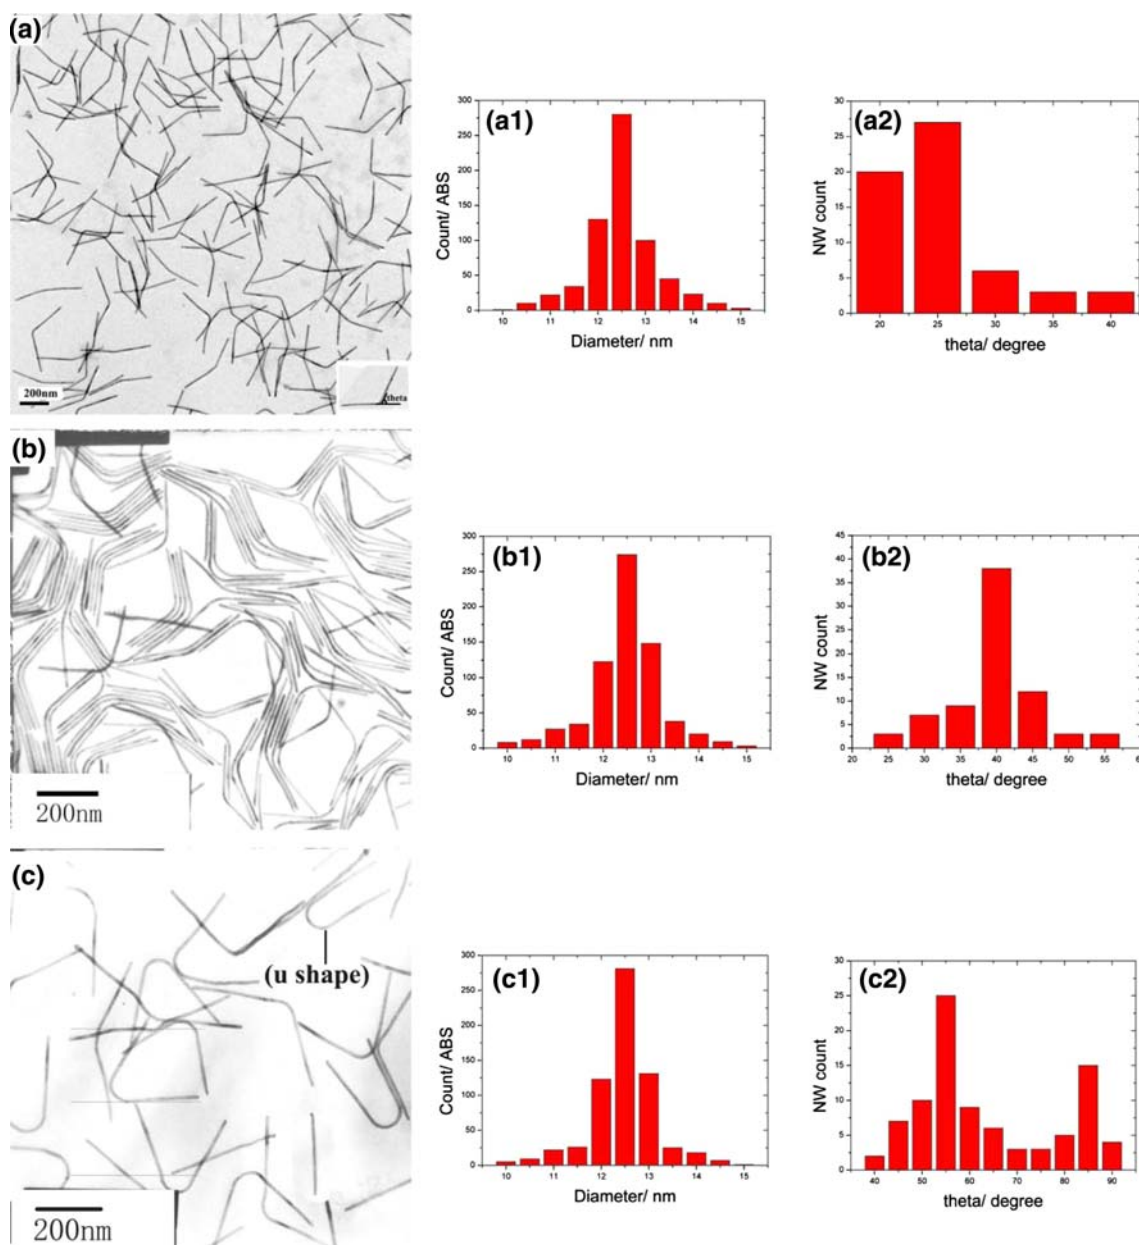 (a)
200nm
theta
(a1)
300
250
200
150
100
50
0
Count/ ABS
10 11 12 13 14 15
Diameter/ nm
(a2)
30
25
20
15
10
5
0
NW count
20 25 30 35 40
theta/ degree
(b)
200nm
(b1)
300
250
200
150
100
50
0
Count/ ABS
10 11 12 13 14 15
Diameter/ nm
(b2)
45
40
35
30
25
20
15
10
5
0
NW count
20 25 30 35 40 45 50 55
theta/ degree
(c)
(u shape)
200nm
(c1)
300
250
200
150
100
50
0
Count/ ABS
10 11 12 13 14 15
Diameter/ nm
(c2)
30
25
20
15
10
5
0
NW count
40 50 60 70 80 90
theta/ degree